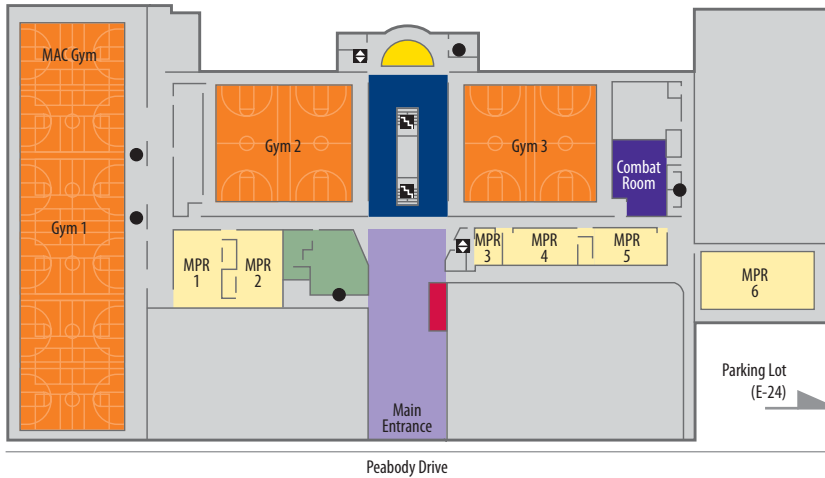 MAC Gym
Gym 2
Gym 3
Combat
Room
Gym 1
MPR
1
MPR
2
MPR
3
MPR
4
MPR
5
MPR
6
Parking Lot
(E-24)
Main
Entrance
Peabody Drive